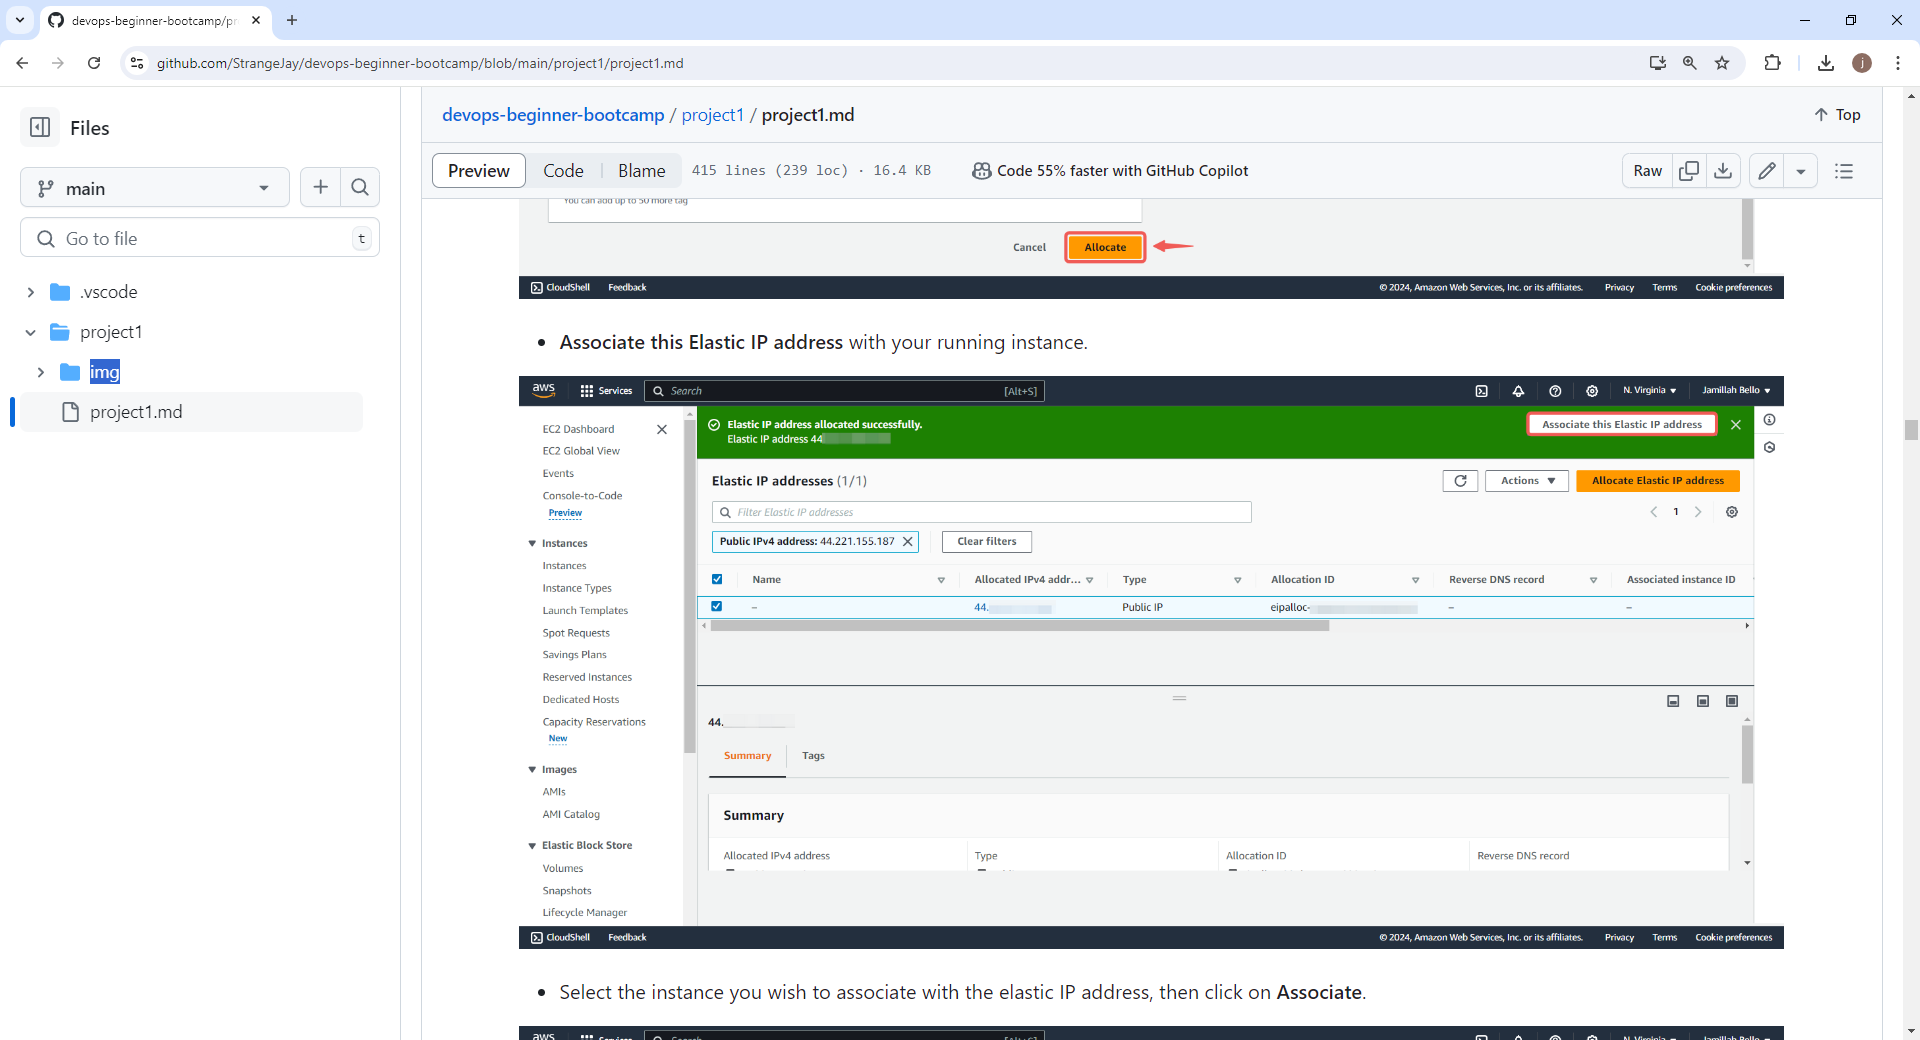 devops-beginner-bootcamp/pr
github.com/StrangeJay/devops-beginner-bootcamp/blob/main/project1/project1.md
j
Files
main
Go to file
t
.vscode
project1
img
project1.md
devops-beginner-bootcamp / project1 / project1.md
Top
Preview
Code
Blame
415 lines (239 loc) · 16.4 KB
Code 55% faster with GitHub Copilot
Raw
You can add up to 50 more tag
Cancel
Allocate
CloudShell
Feedback
© 2024, Amazon Web Services, Inc. or its affiliates.
Privacy
Terms
Cookie preferences
• Associate this Elastic IP address with your running instance.
aws
Services
Search
[Alt+S]
N. Virginia
Jamillah Bello
EC2 Dashboard
EC2 Global View
Events
Console-to-Code
Preview
Instances
Instances
Instance Types
Launch Templates
Spot Requests
Savings Plans
Reserved Instances
Dedicated Hosts
Capacity Reservations
New
Images
AMIs
AMI Catalog
Elastic Block Store
Volumes
Snapshots
Lifecycle Manager
Elastic IP address allocated successfully.
Elastic IP address 44
Associate this Elastic IP address
Elastic IP addresses (1/1)
Actions
Allocate Elastic IP address
Filter Elastic IP addresses
1
Public IPv4 address: 44.221.155.187
Clear filters
Name
Allocated IPv4 addr...
Type
Allocation ID
Reverse DNS record
Associated instance ID
–
44.
Public IP
eipalloc-
–
–
44.
Summary
Tags
Summary
Allocated IPv4 address
Type
Allocation ID
Reverse DNS record
CloudShell
Feedback
© 2024, Amazon Web Services, Inc. or its affiliates.
Privacy
Terms
Cookie preferences
• Select the instance you wish to associate with the elastic IP address, then click on Associate.
aws
Services
Search
[Alt+S]
N. Virginia
Jamillah Bello